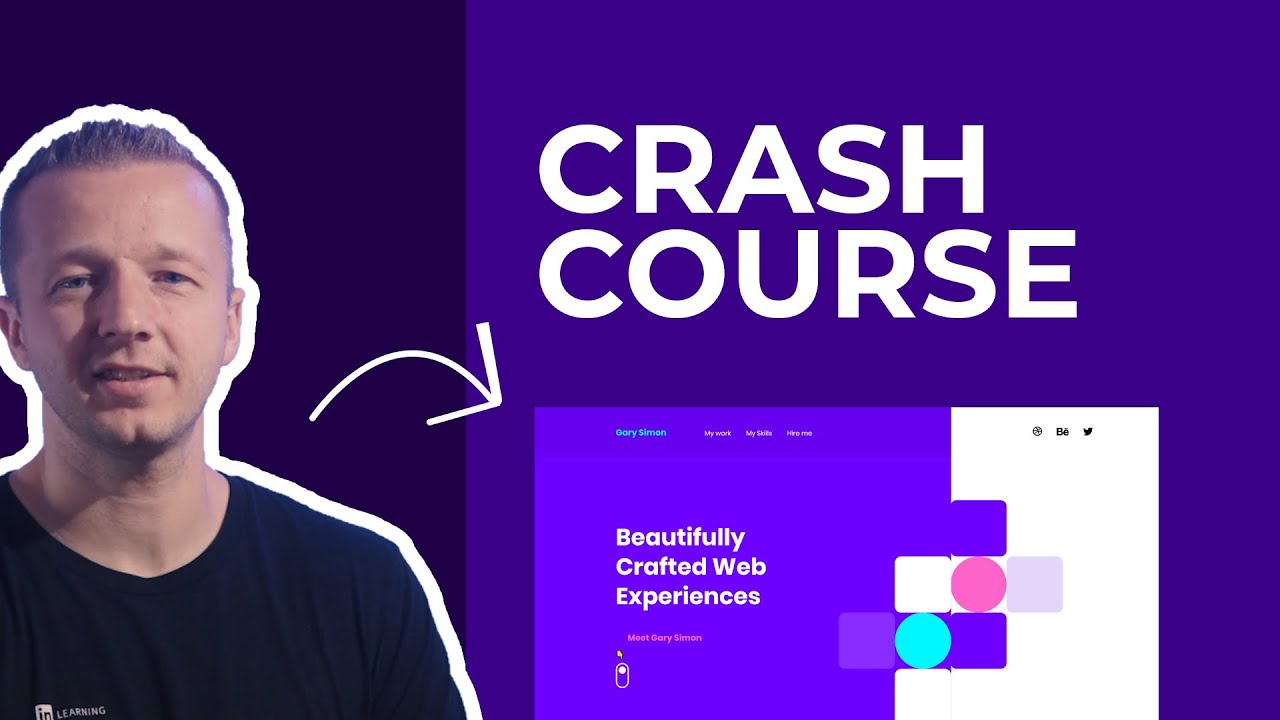 CRASH
COURSE
Gary Simon
My work
My Skills
Hire me
Bē
Beautifully
Crafted Web
Experiences
Meet Gary Simon
in LEARNING